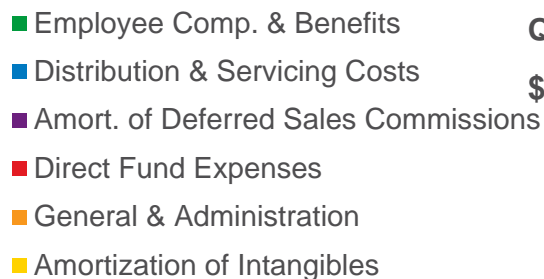 Employee Comp. & Benefits
Q
Distribution & Servicing Costs
$
Amort. of Deferred Sales Commissions
Direct Fund Expenses
General & Administration
Amortization of Intangibles